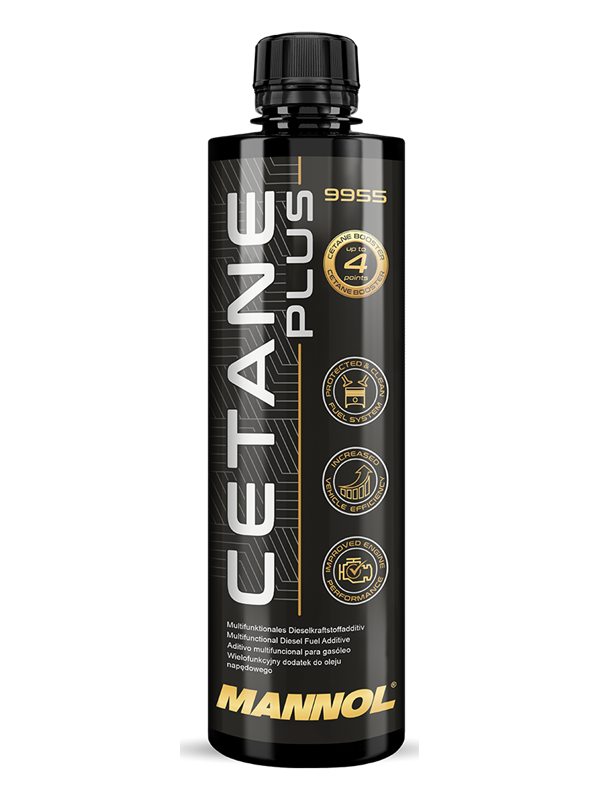 CETANE
PLUS
9955
CETANE BOOSTER
up to
4
points
CETANE BOOSTER
PROTECTED & CLEAN
FUEL SYSTEM
INCREASED
VEHICLE EFFICIENCY
IMPROVED ENGINE
PERFORMANCE
Multifunktionales Dieselkraftstoffadditiv
Multifunctional Diesel Fuel Additive
Aditivo multifuncional para gasóleo
Wielofunkcyjny dodatek do oleju
napędowego
MANNOL®